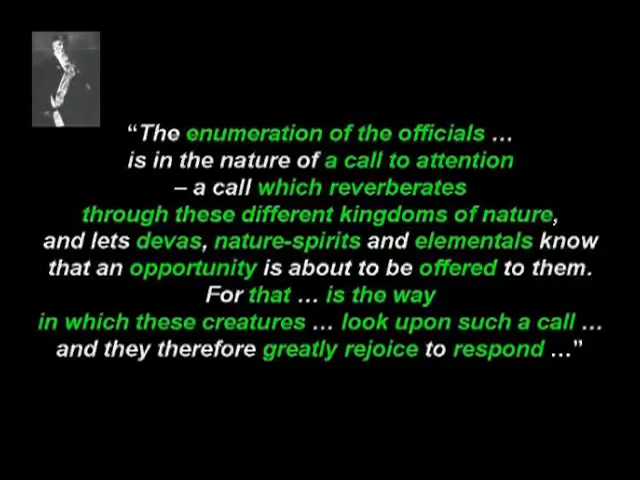 “The enumeration of the officials …
is in the nature of a call to attention
– a call which reverberates
through these different kingdoms of nature,
and lets devas, nature-spirits and elementals know
that an opportunity is about to be offered to them.
For that … is the way
in which these creatures … look upon such a call …
and they therefore greatly rejoice to respond …”